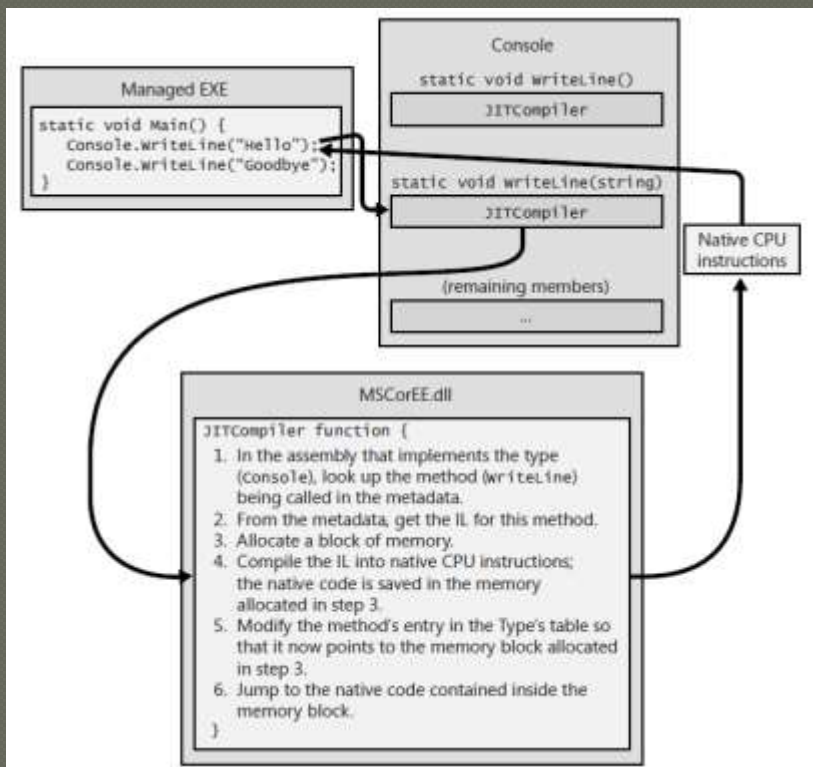 Managed EXE
static void Main() {
Console.WriteLine("Hello");
Console.WriteLine("Goodbye");
}
Console
static void WriteLine()
JITCompiler
static void WriteLine(string)
JITCompiler
(remaining members)
...
Native CPU
instructions
MSCorEE.dll
JITCompiler function {
1. In the assembly that implements the type
(Console), look up the method (WriteLine)
being called in the metadata.
2. From the metadata, get the IL for this method.
3. Allocate a block of memory.
4. Compile the IL into native CPU instructions;
the native code is saved in the memory
allocated in step 3.
5. Modify the method's entry in the Type's table so
that it now points to the memory block allocated
in step 3.
6. Jump to the native code contained inside the
memory block.
}